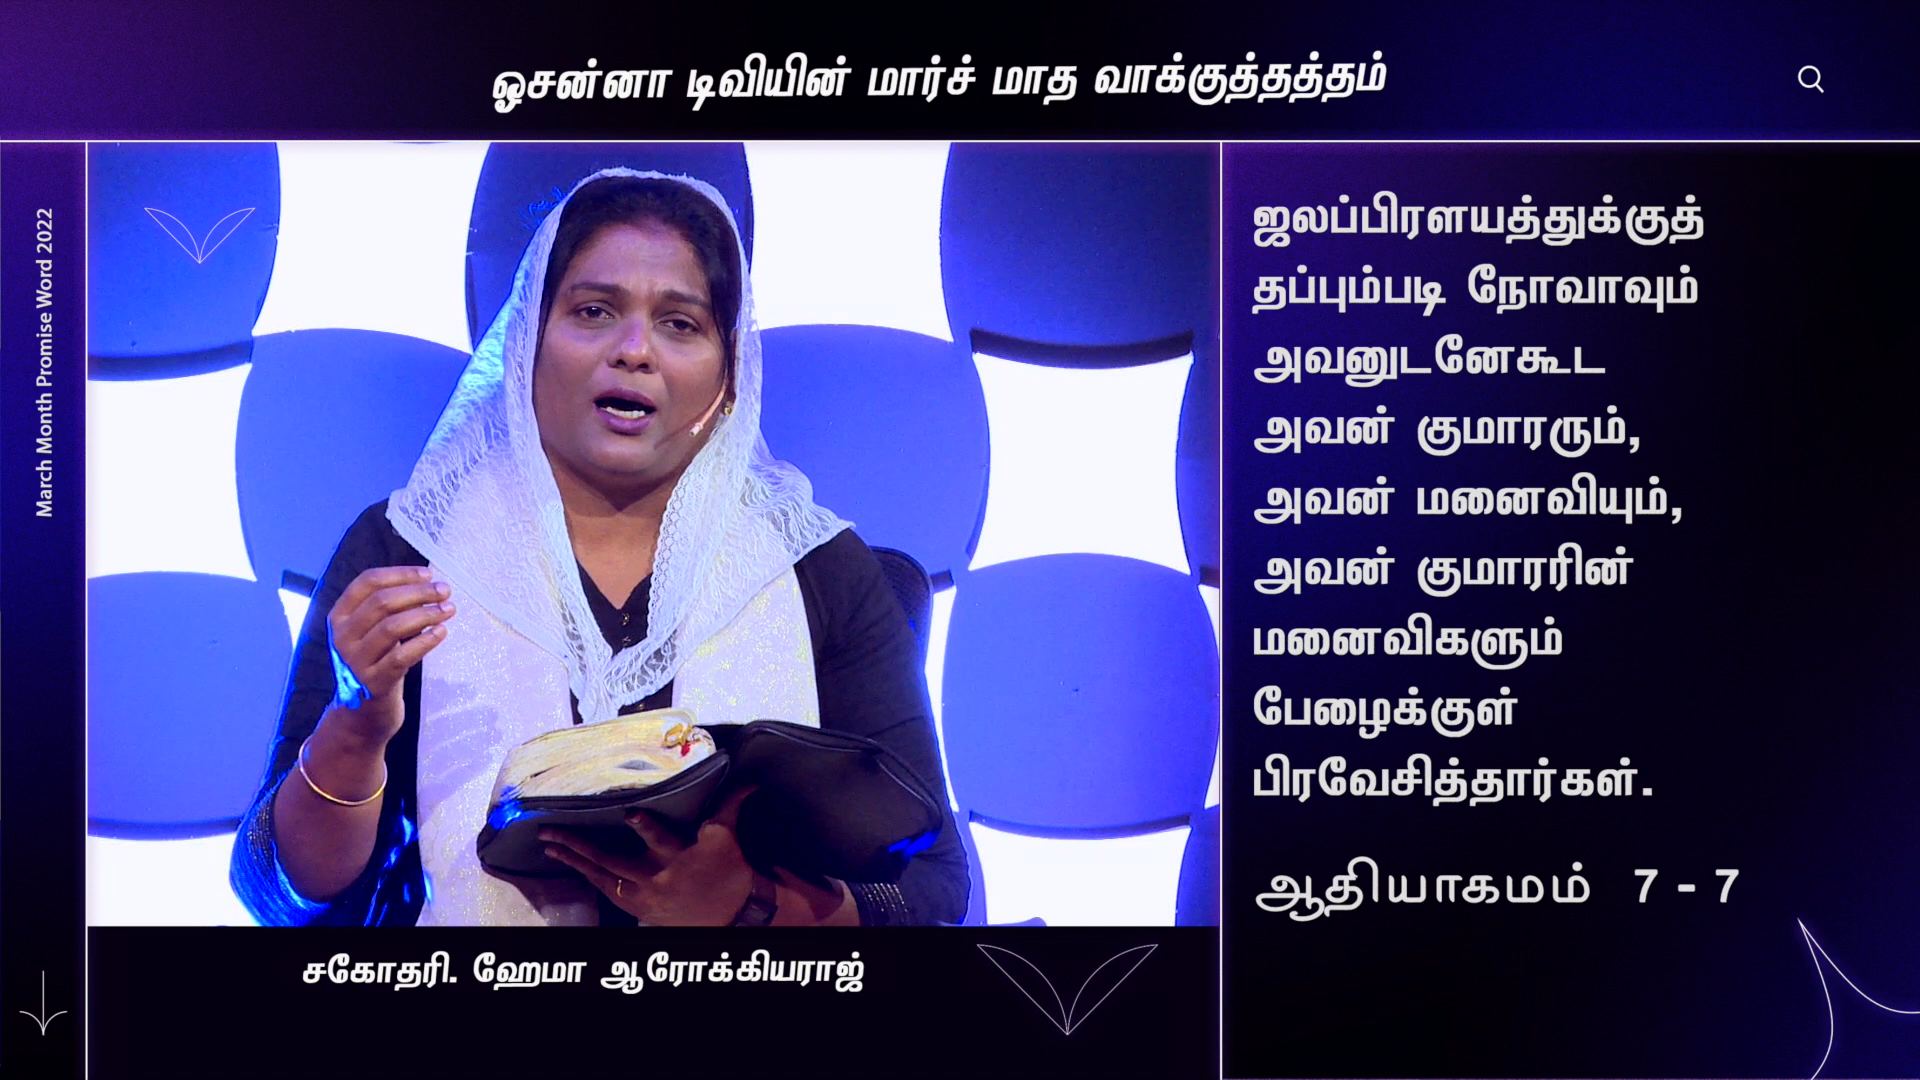 ஓசன்னா டிவியின் மார்ச் மாத வாக்குத்தத்தம்
March Month Promise Word 2022
ஜலப்பிரளயத்துக்குத்
தப்பும்படி நோவாவும்
அவனுடனேகூட
அவன் குமாரரும்,
அவன் மனைவியும்,
அவன் குமாரரின்
மனைவிகளும்
பேழைக்குள்
பிரவேசித்தார்கள்.
ஆதியாகமம் 7 - 7
சகோதரி. ஹேமா ஆரோக்கியராஜ்